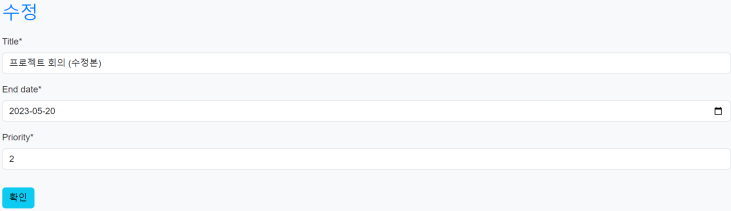 수정
Title*
프로젝트 회의 (수정본)
End date*
2023-05-20
Priority*
2
확인